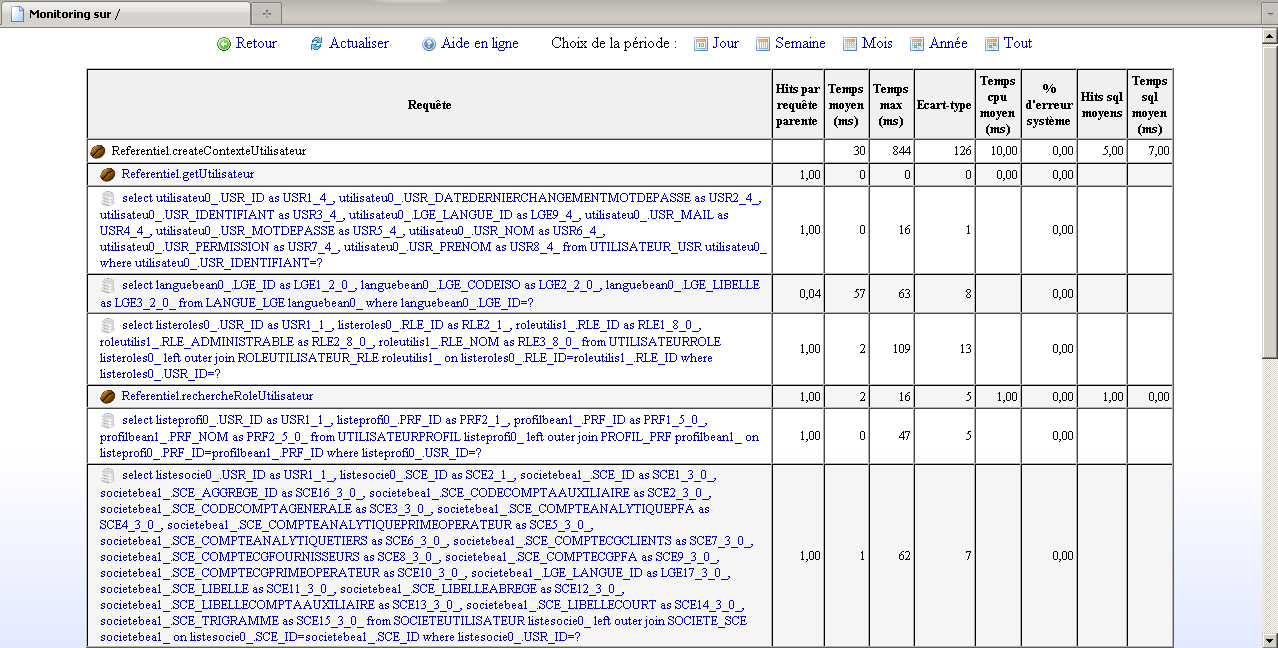 Monitoring sur /
Retour Actualiser Aide en ligne Choix de la période : Jour Semaine Mois Année Tout
Requête Hits par requête parente Temps moyen (ms) Temps max (ms) Ecart-type Temps cpu moyen (ms) % d'erreur système Hits sql moyens Temps sql moyen (ms)
Referentiel.createContexteUtilisateur 30 844 126 10,00 0,00 5,00 7,00
Referentiel.getUtilisateur 1,00 0 0 0 0,00 0,00
select utilisateu0_.USR_ID as USR1_4_, utilisateu0_.USR_DATEDERNIERCHANGEMENTMOTDEPASSE as USR2_4_,
utilisateu0_.USR_IDENTIFIANT as USR3_4_, utilisateu0_.LGE_LANGUE_ID as LGE9_4_, utilisateu0_.USR_MAIL as
USR4_4_, utilisateu0_.USR_MOTDEPASSE as USR5_4_, utilisateu0_.USR_NOM as USR6_4_,
utilisateu0_.USR_PERMISSION as USR7_4_, utilisateu0_.USR_PRENOM as USR8_4_ from UTILISATEUR_USR utilisateu0_
where utilisateu0_.USR_IDENTIFIANT=?
1,00 0 16 1 0,00
select languebean0_.LGE_ID as LGE1_2_0_, languebean0_.LGE_CODEISO as LGE2_2_0_, languebean0_.LGE_LIBELLE
as LGE3_2_0_ from LANGUE_LGE languebean0_ where languebean0_.LGE_ID=?
0,04 57 63 8 0,00
select listeroles0_.USR_ID as USR1_1_, listeroles0_.RLE_ID as RLE2_1_, roleutilis1_.RLE_ID as RLE1_8_0_,
roleutilis1_.RLE_ADMINISTRABLE as RLE2_8_0_, roleutilis1_.RLE_NOM as RLE3_8_0_ from UTILISATEURROLE
listeroles0_ left outer join ROLEUTILISATEUR_RLE roleutilis1_ on listeroles0_.RLE_ID=roleutilis1_.RLE_ID where
listeroles0_.USR_ID=?
1,00 2 109 13 0,00
Referentiel.rechercheRoleUtilisateur 1,00 2 16 5 1,00 0,00 1,00 0,00
select listeprofi0_.USR_ID as USR1_1_, listeprofi0_.PRF_ID as PRF2_1_, profilbean1_.PRF_ID as PRF1_5_0_,
profilbean1_.PRF_NOM as PRF2_5_0_ from UTILISATEURPROFIL listeprofi0_ left outer join PROFIL_PRF profilbean1_ on
listeprofi0_.PRF_ID=profilbean1_.PRF_ID where listeprofi0_.USR_ID=?
1,00 0 47 5 0,00
select listesocie0_.USR_ID as USR1_1_, listesocie0_.SCE_ID as SCE2_1_, societebea1_.SCE_ID as SCE1_3_0_,
societebea1_.SCE_AGGREGE_ID as SCE16_3_0_, societebea1_.SCE_CODECOMPTAAUXILIAIRE as SCE2_3_0_,
societebea1_.SCE_CODECOMPTAGENERALE as SCE3_3_0_, societebea1_.SCE_COMPTEANALYTIQUEPFA as
SCE4_3_0_, societebea1_.SCE_COMPTEANALYTIQUEPRIMEOPERATEUR as SCE5_3_0_,
societebea1_.SCE_COMPTEANALYTIQUETIERS as SCE6_3_0_, societebea1_.SCE_COMPTECGCLIENTS as SCE7_3_0_,
societebea1_.SCE_COMPTECGFOURNISSEURS as SCE8_3_0_, societebea1_.SCE_COMPTECGPFA as SCE9_3_0_,
societebea1_.SCE_COMPTECGPRIMEOPERATEUR as SCE10_3_0_, societebea1_.LGE_LANGUE_ID as LGE17_3_0_,
societebea1_.SCE_LIBELLE as SCE11_3_0_, societebea1_.SCE_LIBELLEABREGE as SCE12_3_0_,
societebea1_.SCE_LIBELLECOMPTAAUXILIAIRE as SCE13_3_0_, societebea1_.SCE_LIBELLECOURT as SCE14_3_0_,
societebea1_.SCE_TRIGRAMME as SCE15_3_0_ from SOCIETEUTILISATEUR listesocie0_ left outer join SOCIETE_SCE
societebea1_ on listesocie0_.SCE_ID=societebea1_.SCE_ID where listesocie0_.USR_ID=?
1,00 1 62 7 0,00